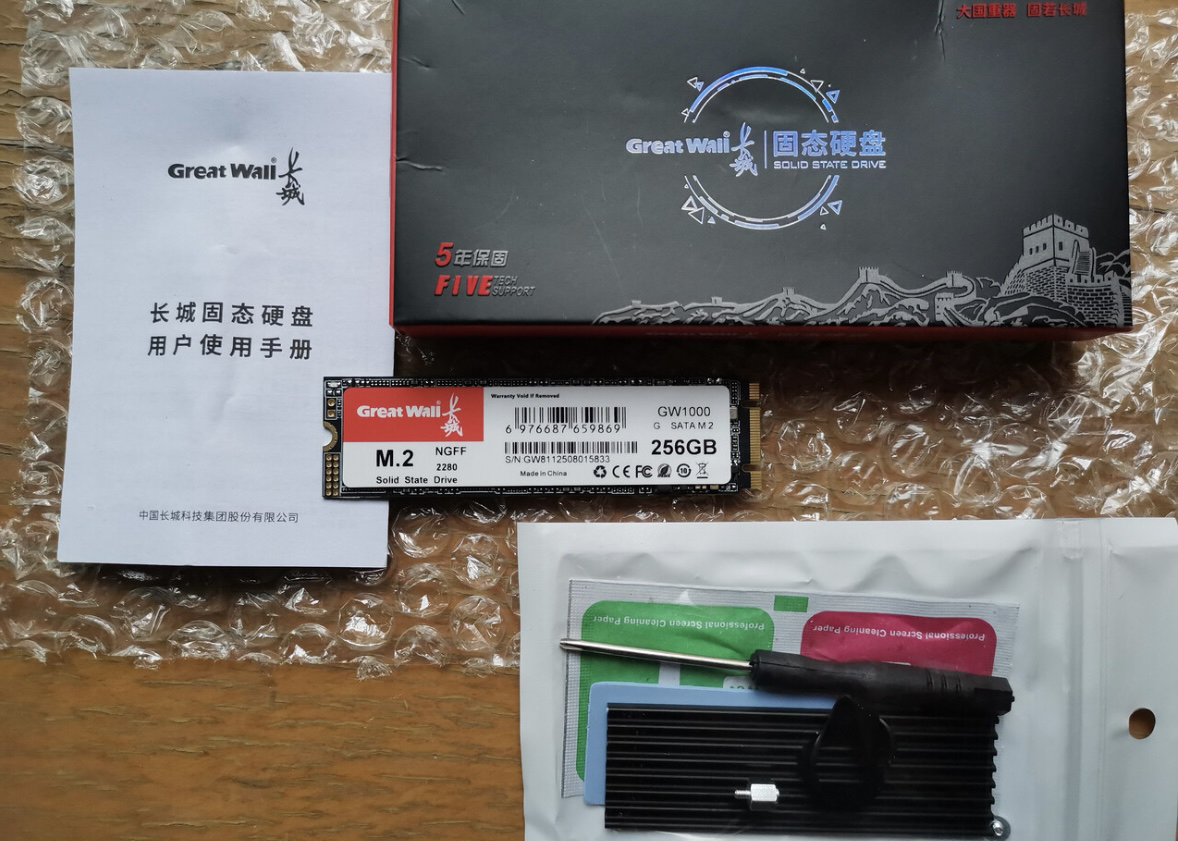 大国重器 固若长城
Great Wall 长城 固态硬盘
SOLID STATE DRIVE
5年保固
FIVE TECH SUPPORT
Great Wall® 长城
长城固态硬盘
用户使用手册
中国长城科技集团股份有限公司
Great Wall 长城
M.2
NGFF
2280
Solid State Drive
Warranty Void If Removed
6 976687 659869
S/N:GW8112508015833
Made in China
GW1000
G SATA M.2
256GB
CE FC
10
Professional Screen Cleaning Paper
Professional Screen Cleaning Paper